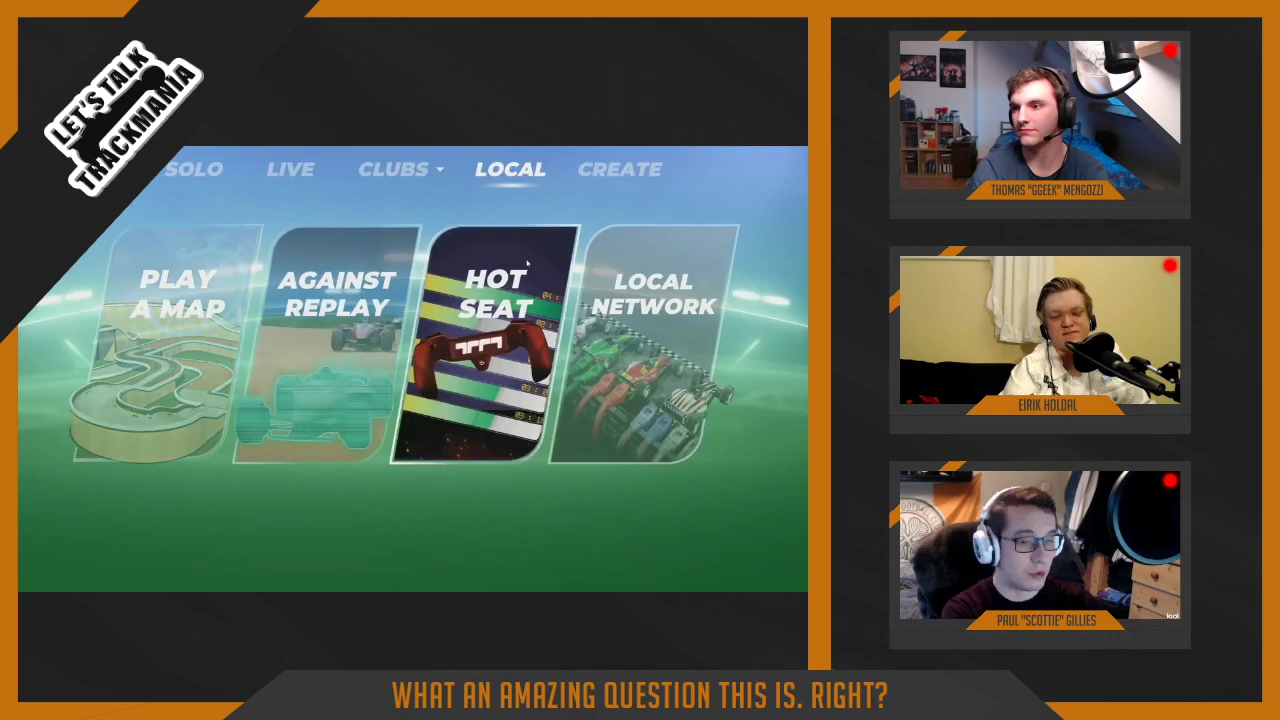 LET'S TALK
TRACKMANIA
SOLO LIVE CLUBS LOCAL CREATE
PLAY
A MAP
AGAINST
REPLAY
HOT
SEAT
LOCAL
NETWORK
THOMAS "GGEEK" MENGOZZI
EIRIK HOLDAL
PAUL "SCOTTIE" GILLIES
WHAT AN AMAZING QUESTION THIS IS. RIGHT?